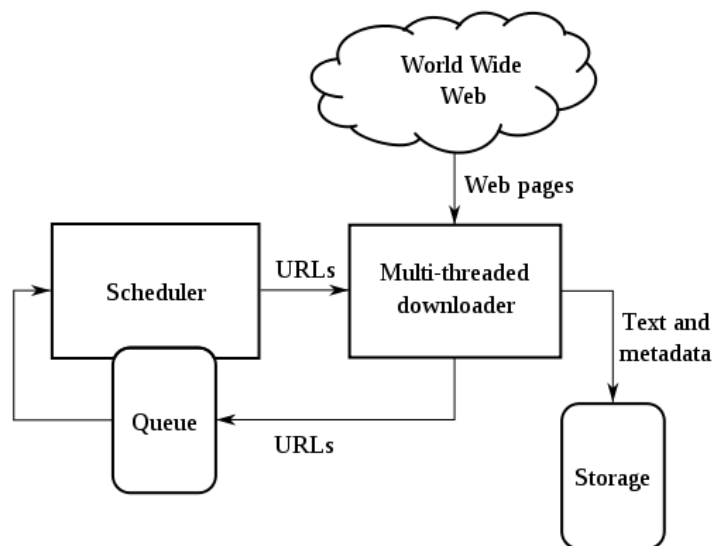 World Wide
Web
Web pages
Scheduler
URLs
Multi-threaded
downloader
Text and
metadata
Queue
URLs
Storage